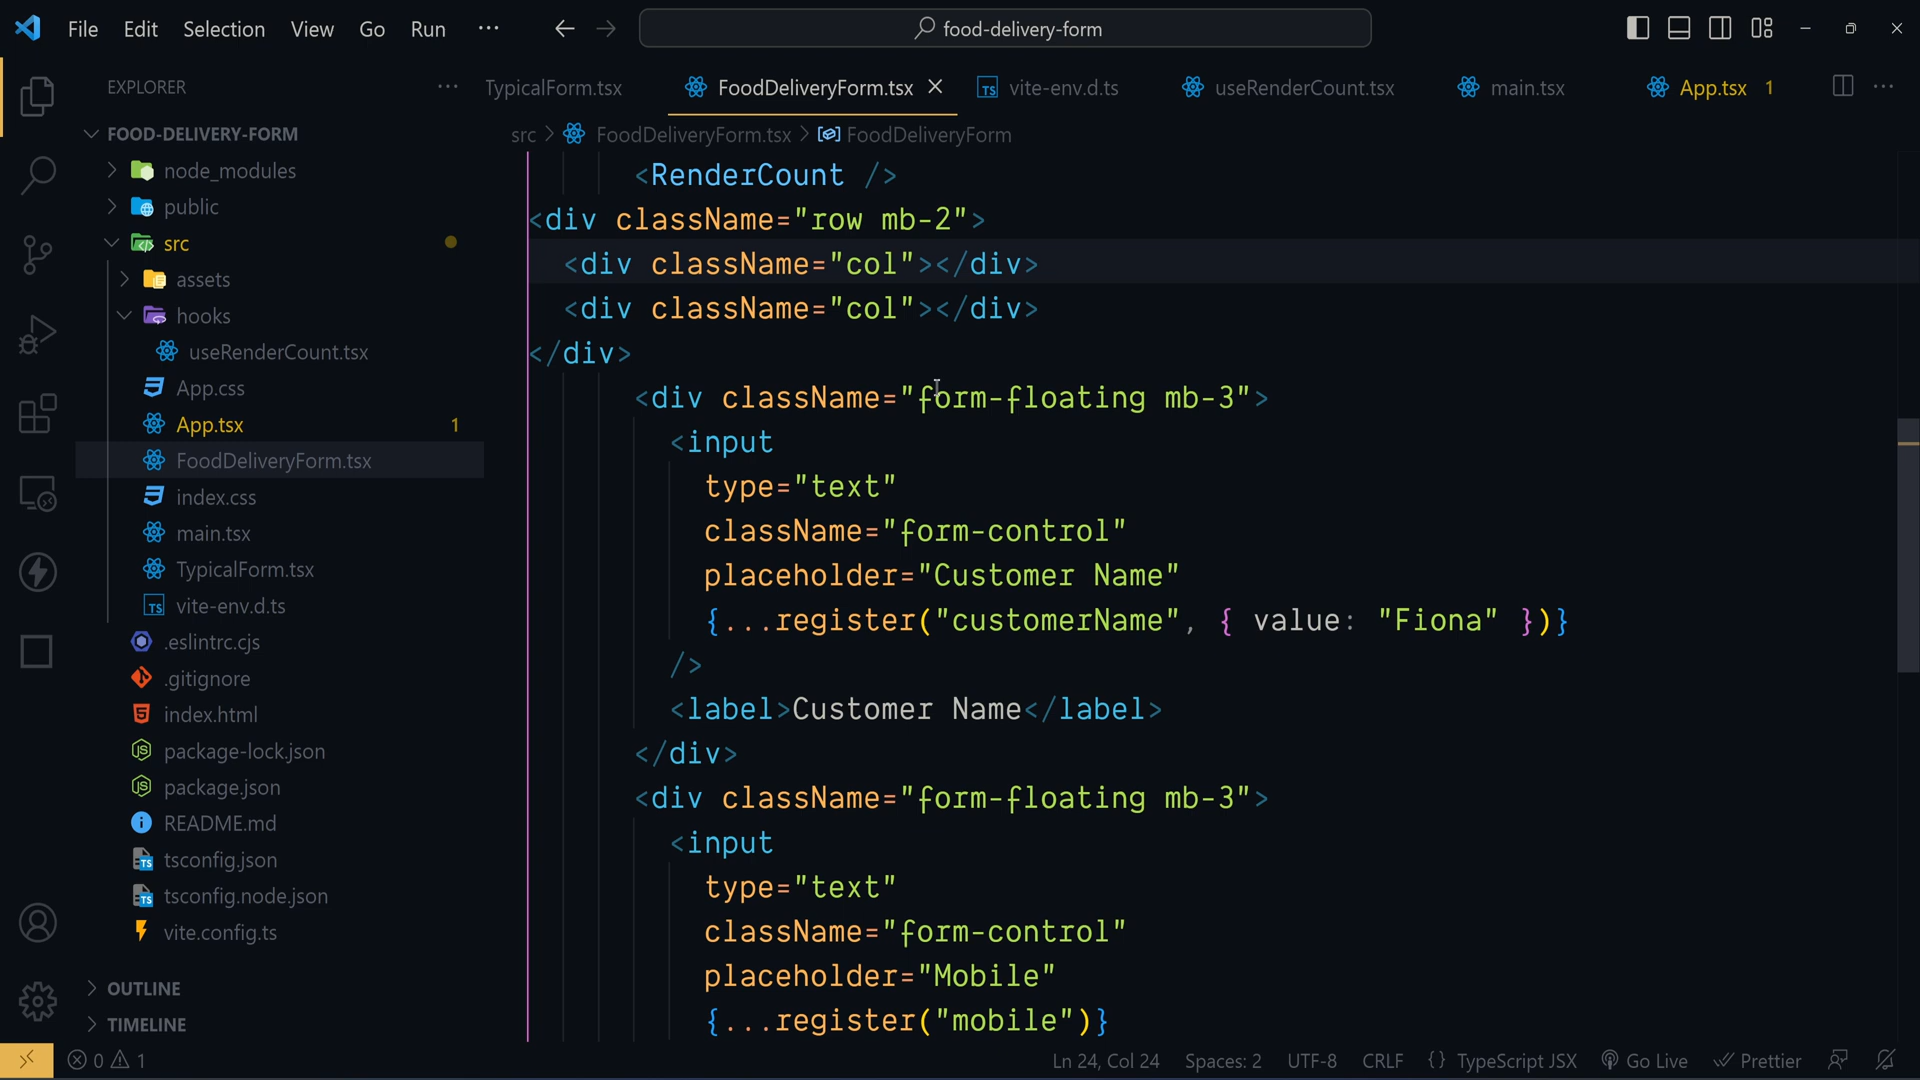 File Edit Selection View Go Run ··· food-delivery-form
EXPLORER ···
TypicalForm.tsx FoodDeliveryForm.tsx vite-env.d.ts useRenderCount.tsx main.tsx App.tsx 1 ···
FOOD-DELIVERY-FORM
node_modules
public
src
assets
hooks
useRenderCount.tsx
App.css
App.tsx 1
FoodDeliveryForm.tsx
index.css
main.tsx
TypicalForm.tsx
vite-env.d.ts
.eslintrc.cjs
.gitignore
index.html
package-lock.json
package.json
README.md
tsconfig.json
tsconfig.node.json
vite.config.ts
OUTLINE
TIMELINE
src > FoodDeliveryForm.tsx > FoodDeliveryForm
<RenderCount />
<div className="row mb-2">
<div className="col"></div>
<div className="col"></div>
</div>
<div className="form-floating mb-3">
<input
type="text"
className="form-control"
placeholder="Customer Name"
{...register("customerName", { value: "Fiona" })}
/>
<label>Customer Name</label>
</div>
<div className="form-floating mb-3">
<input
type="text"
className="form-control"
placeholder="Mobile"
{...register("mobile")}
0 1 Ln 24, Col 24 Spaces: 2 UTF-8 CRLF {} TypeScript JSX Go Live Prettier